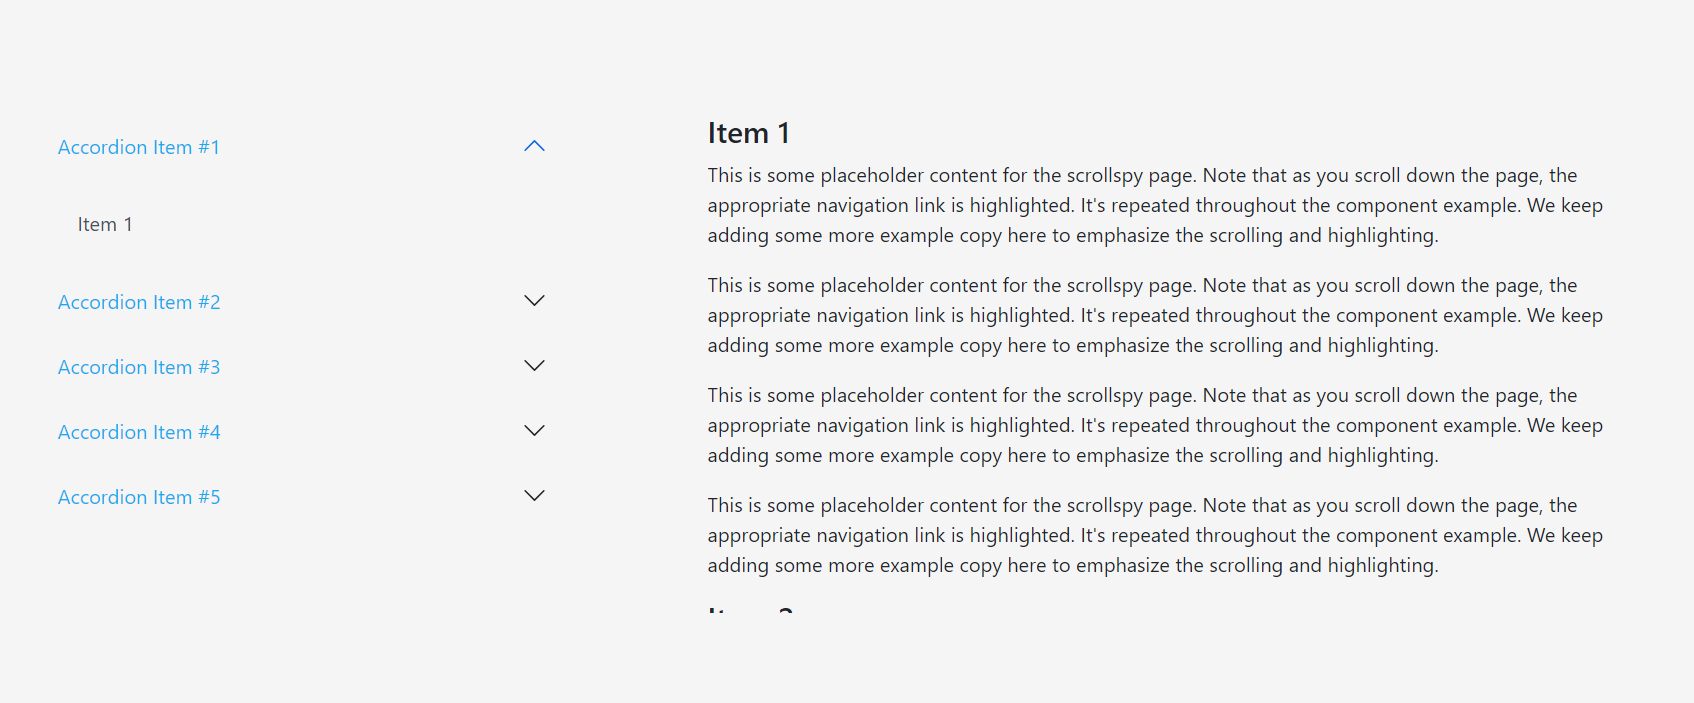 Accordion Item #1
Item 1
Accordion Item #2
Accordion Item #3
Accordion Item #4
Accordion Item #5
Item 1
This is some placeholder content for the scrollspy page. Note that as you scroll down the page, the
appropriate navigation link is highlighted. It's repeated throughout the component example. We keep
adding some more example copy here to emphasize the scrolling and highlighting.
This is some placeholder content for the scrollspy page. Note that as you scroll down the page, the
appropriate navigation link is highlighted. It's repeated throughout the component example. We keep
adding some more example copy here to emphasize the scrolling and highlighting.
This is some placeholder content for the scrollspy page. Note that as you scroll down the page, the
appropriate navigation link is highlighted. It's repeated throughout the component example. We keep
adding some more example copy here to emphasize the scrolling and highlighting.
This is some placeholder content for the scrollspy page. Note that as you scroll down the page, the
appropriate navigation link is highlighted. It's repeated throughout the component example. We keep
adding some more example copy here to emphasize the scrolling and highlighting.